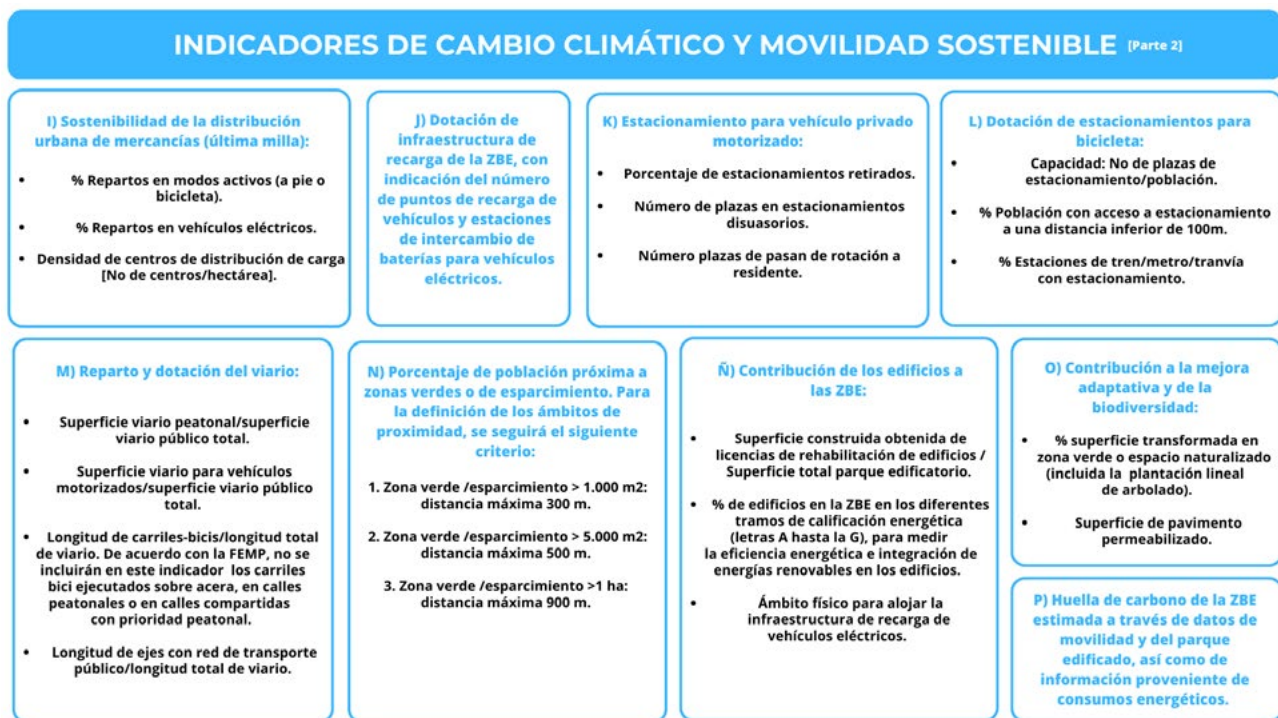 INDICADORES DE CAMBIO CLIMÁTICO Y MOVILIDAD SOSTENIBLE [Parte 2]
I) Sostenibilidad de la distribución
urbana de mercancías (última milla):
• % Repartos en modos activos (a pie o
bicicleta).
• % Repartos en vehículos eléctricos.
• Densidad de centros de distribución de carga
[No de centros/hectárea].
J) Dotación de
infraestructura de
recarga de la ZBE, con
indicación del número
de puntos de recarga de
vehículos y estaciones
de intercambio de
baterías para vehículos
eléctricos.
K) Estacionamiento para vehículo privado
motorizado:
• Porcentaje de estacionamientos retirados.
• Número de plazas en estacionamientos
disuasorios.
• Número plazas de pasan de rotación a
residente.
L) Dotación de estacionamientos para
bicicleta:
• Capacidad: No de plazas de
estacionamiento/población.
• % Población con acceso a estacionamiento
a una distancia inferior de 100m.
• % Estaciones de tren/metro/tranvía
con estacionamiento.
M) Reparto y dotación del viario:
• Superficie viario peatonal/superficie
viario público total.
• Superficie viario para vehículos
motorizados/superficie viario público
total.
• Longitud de carriles-bicis/longitud total
de viario. De acuerdo con la FEMP, no se
incluirán en este indicador los carriles
bici ejecutados sobre acera, en calles
peatonales o en calles compartidas
con prioridad peatonal.
• Longitud de ejes con red de transporte
público/longitud total de viario.
N) Porcentaje de población próxima a
zonas verdes o de esparcimiento. Para
la definición de los ámbitos de
proximidad, se seguirá el siguiente
criterio:
1. Zona verde /esparcimiento > 1.000 m2:
distancia máxima 300 m.
2. Zona verde /esparcimiento > 5.000 m2:
distancia máxima 500 m.
3. Zona verde /esparcimiento >1 ha:
distancia máxima 900 m.
Ñ) Contribución de los edificios a
las ZBE:
• Superficie construida obtenida de
licencias de rehabilitación de edificios /
Superficie total parque edificatorio.
• % de edificios en la ZBE en los diferentes
tramos de calificación energética
(letras A hasta la G), para medir
la eficiencia energética e integración de
energías renovables en los edificios.
• Ámbito físico para alojar la
infraestructura de recarga de
vehículos eléctricos.
O) Contribución a la mejora
adaptativa y de la
biodiversidad:
• % superficie transformada en
zona verde o espacio naturalizado
(incluida la plantación lineal
de arbolado).
• Superficie de pavimento
permeabilizado.
P) Huella de carbono de la ZBE
estimada a través de datos de
movilidad y del parque
edificado, así como de
información proveniente de
consumos energéticos.